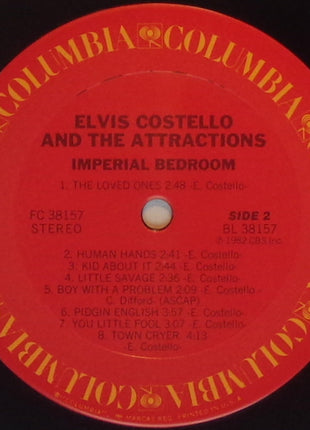 COLUMBIA COLUMBIA
ELVIS COSTELLO
AND THE ATTRACTIONS
IMPERIAL BEDROOM
1. THE LOVED ONES 2:48 -E. Costello-
FC 38157 SIDE 2
STEREO BL 38157
℗ 1982 CBS Inc.
2. HUMAN HANDS 2:41 -E. Costello-
3. KID ABOUT IT 2:44 -E. Costello-
4. LITTLE SAVAGE 2:36 -E. Costello-
5. BOY WITH A PROBLEM 2:09 -E. Costello-
C. Difford- (ASCAP)
6. PIDGIN ENGLISH 3:57 -E. Costello-
7. YOU LITTLE FOOL 3:07 -E. Costello-
8. TOWN CRYER 4:13
-E. Costello-
COLUMBIA COLUMBIA